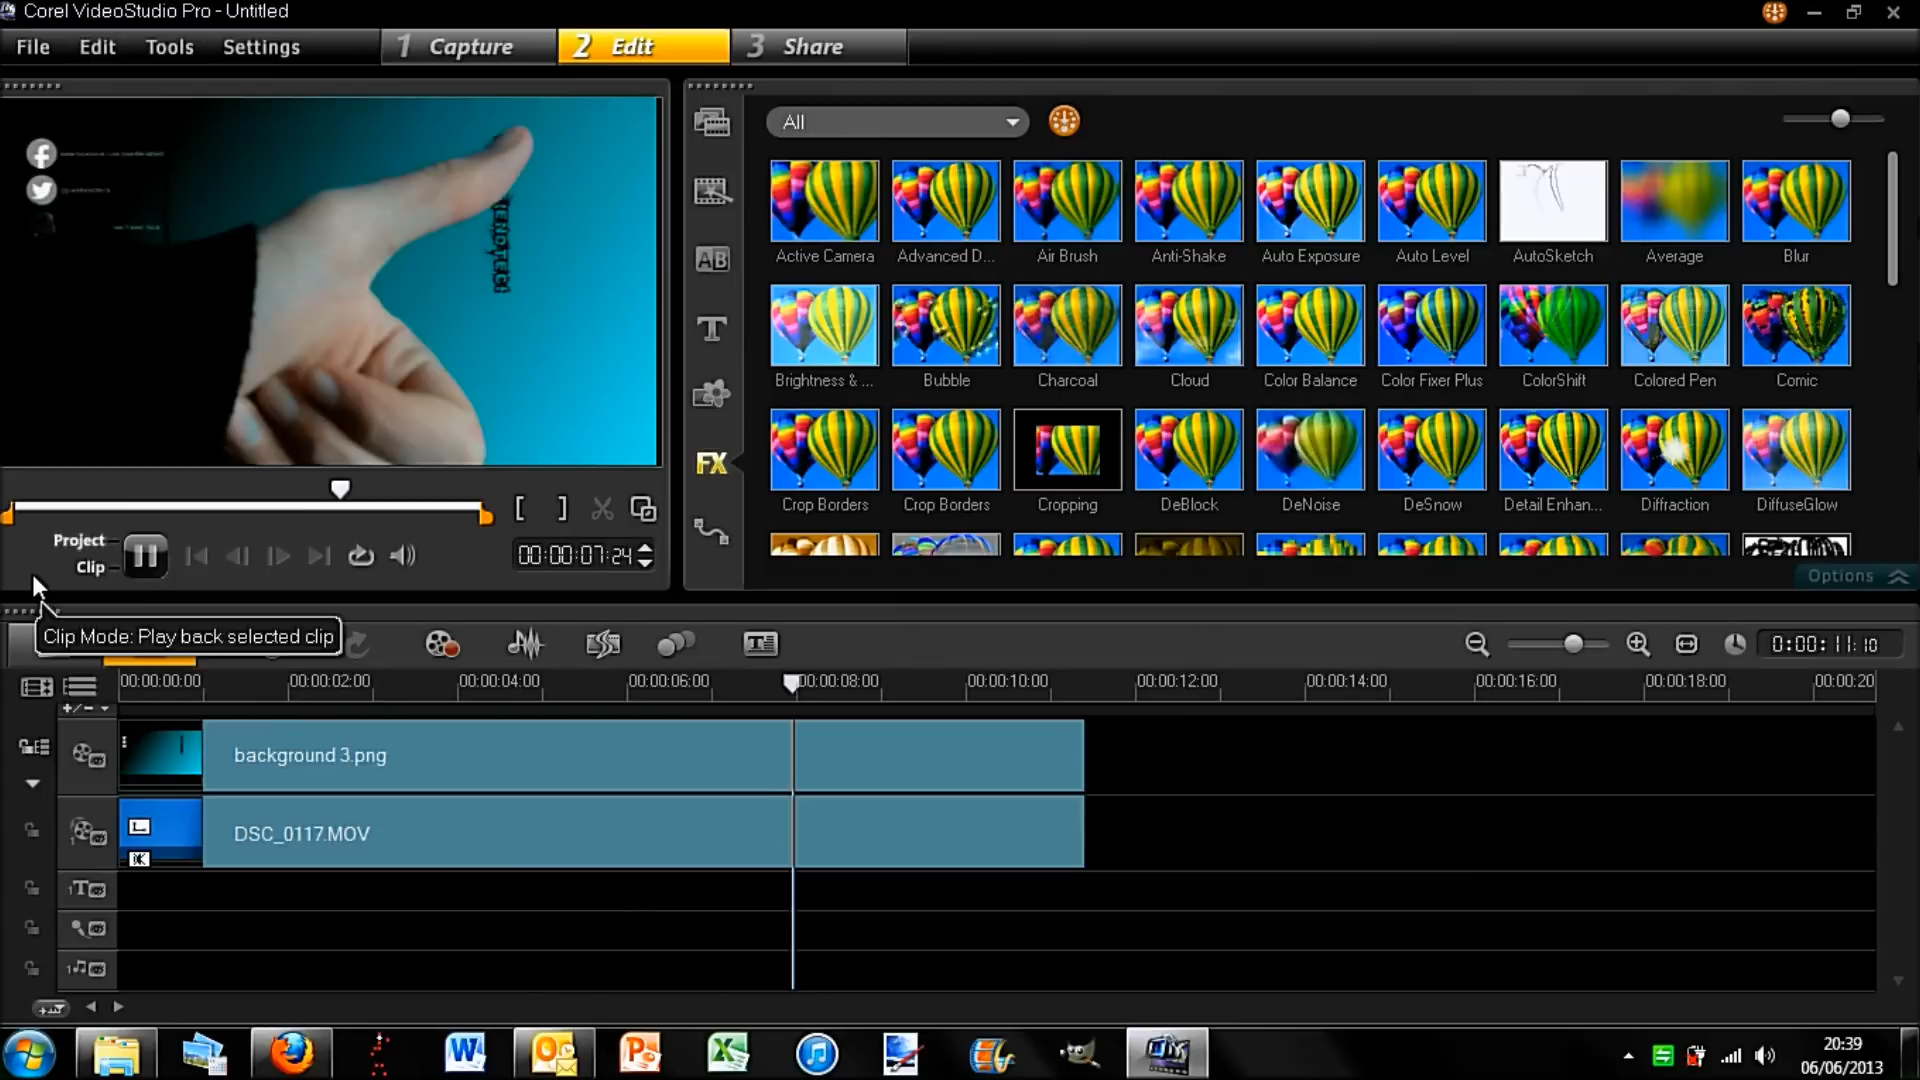 Corel VideoStudio Pro - Untitled
File Edit Tools Settings 1 Capture 2 Edit 3 Share
All
Active Camera Advanced D... Air Brush Anti-Shake Auto Exposure Auto Level AutoSketch Average Blur
Brightness & ... Bubble Charcoal Cloud Color Balance Color Fixer Plus ColorShift Colored Pen Comic
Crop Borders Crop Borders Cropping DeBlock DeNoise DeSnow Detail Enhan... Diffraction DiffuseGlow
AB
T
FX
Project
Clip
00:00:07:24
Options
Clip Mode: Play back selected clip
0:00:11:10
00:00:00:00 00:00:02:00 00:00:04:00 00:00:06:00 00:00:08:00 00:00:10:00 00:00:12:00 00:00:14:00 00:00:16:00 00:00:18:00 00:00:20
background 3.png
DSC_0117.MOV
20:39
06/06/2013